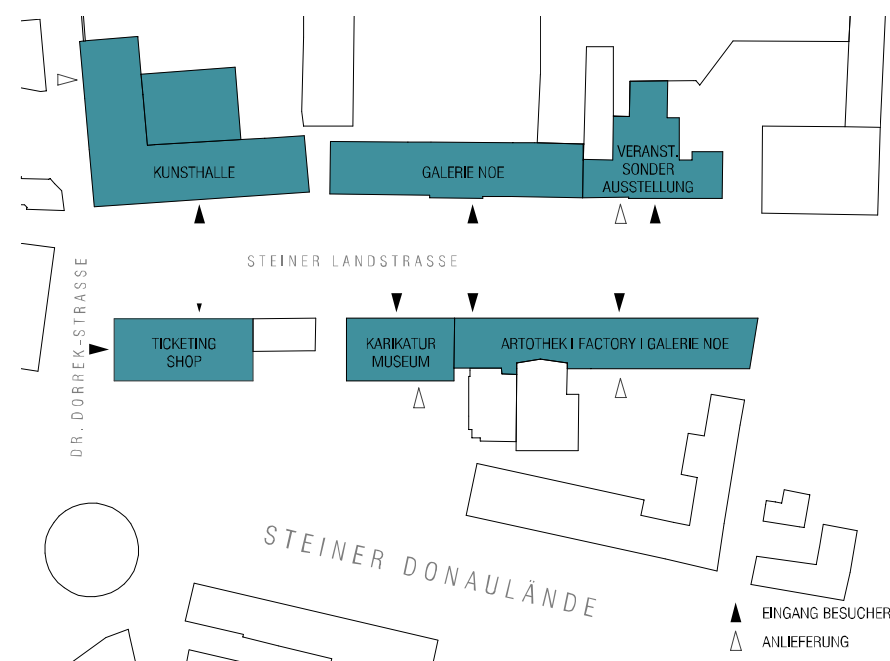 KUNSTHALLE
GALERIE NOE
VERANST.
SONDER
AUSSTELLUNG
STEINER LANDSTRASSE
DR. DORREK-STRASSE
TICKETING
SHOP
KARIKATUR
MUSEUM
ARTOTHEK I FACTORY I GALERIE NOE
STEINER DONAULÄNDE
EINGANG BESUCHER
ANLIEFERUNG